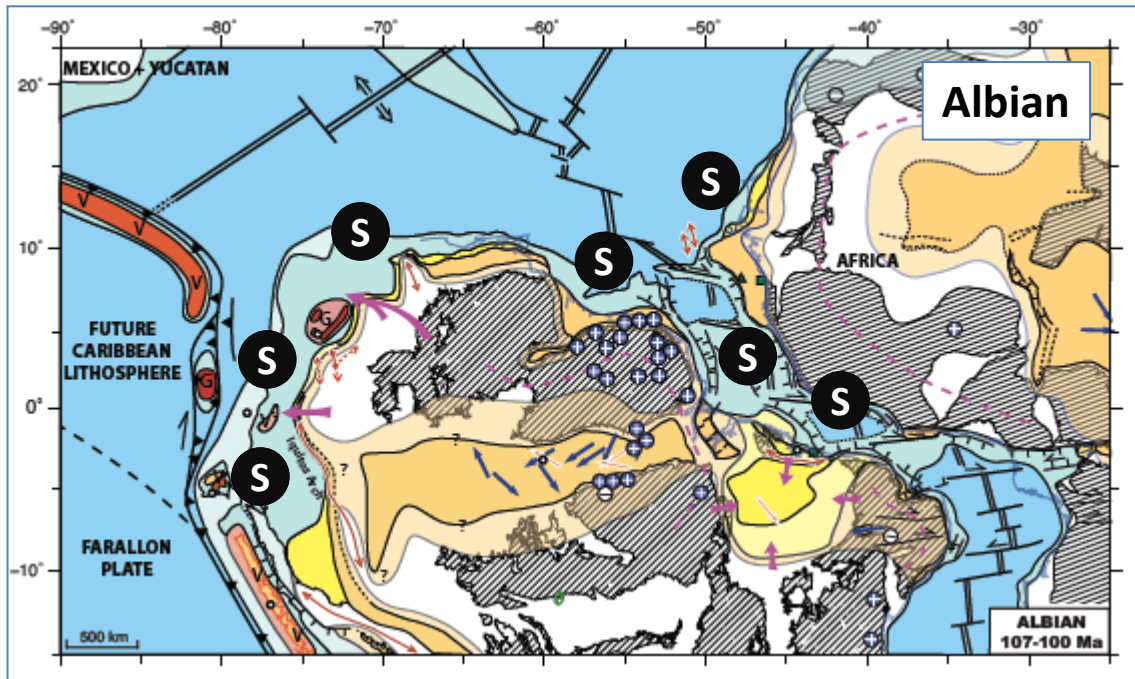 −90° −80° −70° −60° −50° −40° −30°
MEXICO + YUCATAN
20°
Albian
S
S
10°
S
AFRICA
V
V
V
G
FUTURE
CARIBBEAN
LITHOSPHERE
S
S
G
S
0°
?
?
?
S
FARALLON
PLATE
−10°
?
V
V
500 km
ALBIAN
107-100 Ma